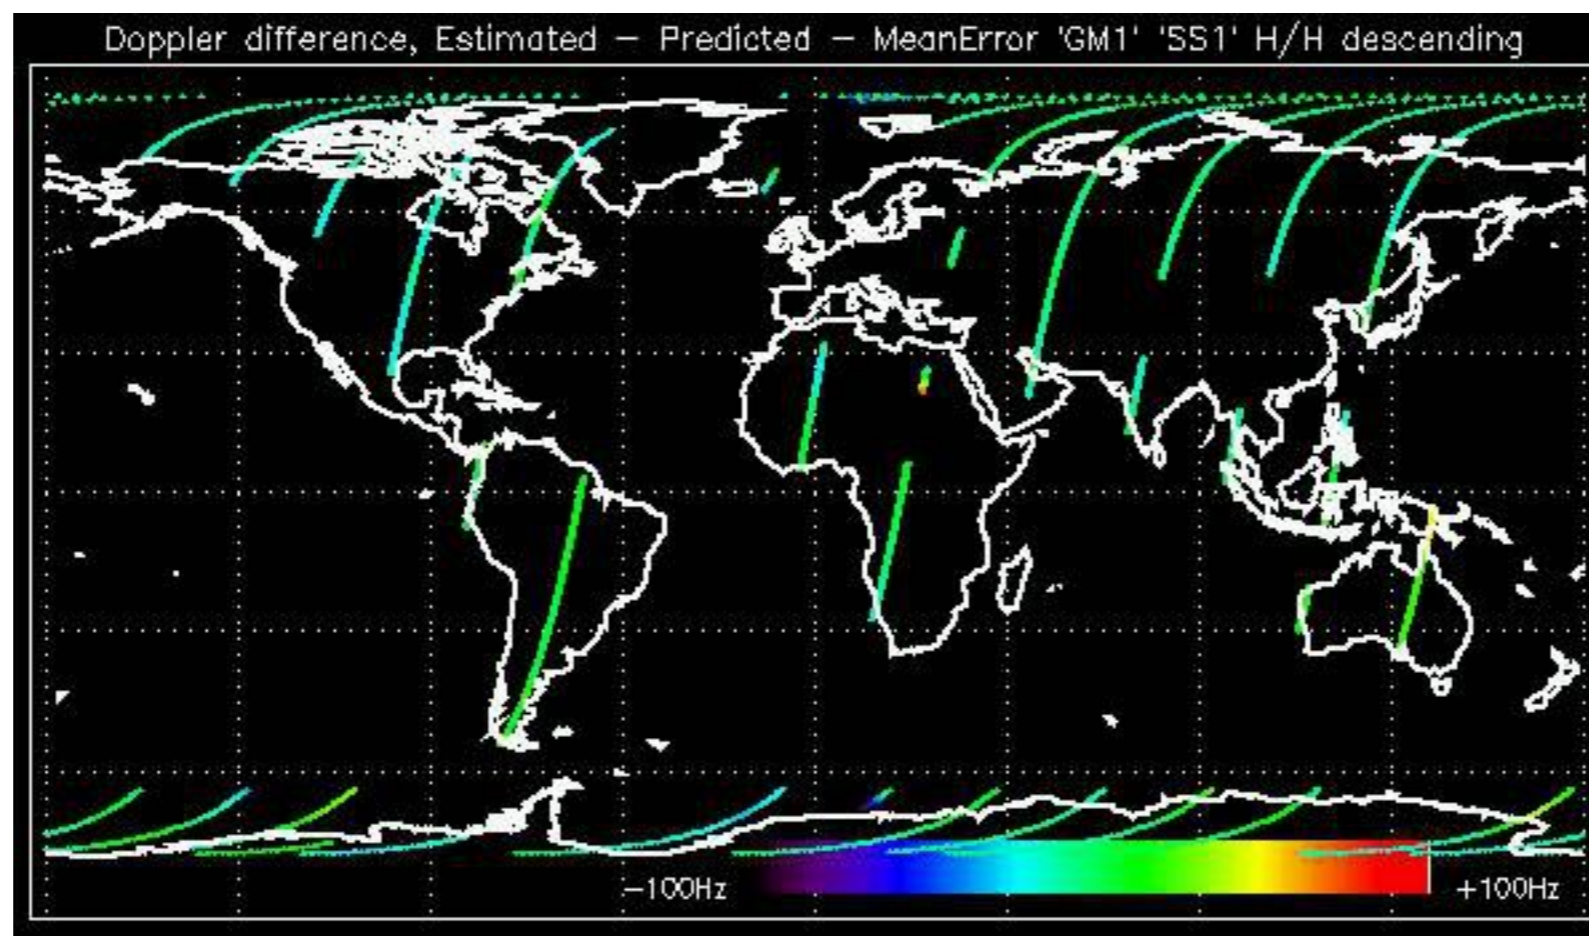 Doppler difference, Estimated – Predicted – MeanError 'GM1' 'SS1' H/H descending
-100Hz
+100Hz